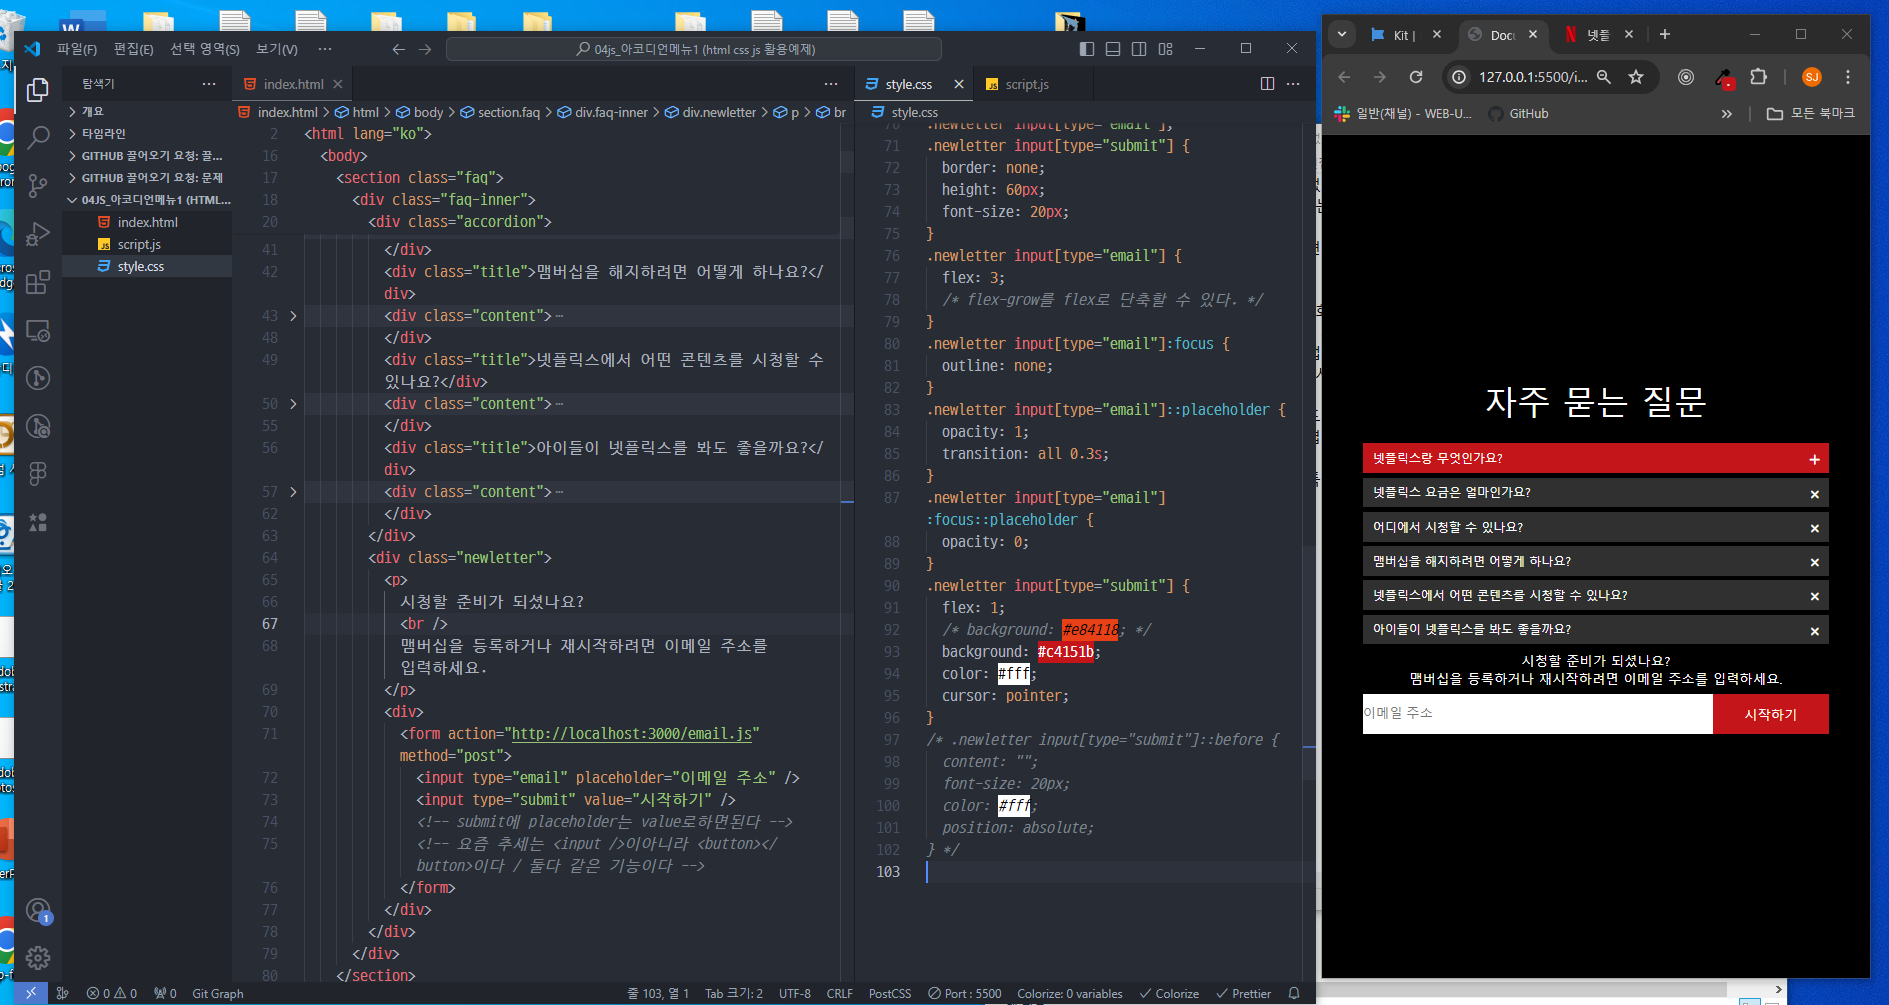 파일(F) 편집(E) 선택 영역(S) 보기(V) ···
04js_아코디언메뉴1 (html css js 활용예제)
탐색기
개요
타임라인
GITHUB 끌어오기 요청: 끌...
GITHUB 끌어오기 요청: 문제
04JS_아코디언메뉴1 (HTML...
index.html
script.js
style.css
1
index.html
index.html > html > body > section.faq > div.faq-inner > div.newletter > p > br
2 <html lang="ko">
16 <body>
17 <section class="faq">
18 <div class="faq-inner">
20 <div class="accordion">
41 </div>
42 <div class="title">맴버십을 해지하려면 어떻게 하나요?</
div>
43 <div class="content">···
48 </div>
49 <div class="title">넷플릭스에서 어떤 콘텐츠를 시청할 수
있나요?</div>
50 <div class="content">···
55 </div>
56 <div class="title">아이들이 넷플릭스를 봐도 좋을까요?</
div>
57 <div class="content">···
62 </div>
63 </div>
64 <div class="newletter">
65 <p>
66 시청할 준비가 되셨나요?
67 <br />
68 맴버십을 등록하거나 재시작하려면 이메일 주소를
입력하세요.
69 </p>
70 <div>
71 <form action="http://localhost:3000/email.js"
method="post">
72 <input type="email" placeholder="이메일 주소" />
73 <input type="submit" value="시작하기" />
74 <!-- submit에 placeholder는 value로하면된다 -->
75 <!-- 요즘 추세는 <input />이아니라 <button></
button>이다 / 둘다 같은 기능이다 -->
76 </form>
77 </div>
78 </div>
79 </div>
80 </section>
style.css script.js
style.css
70 .newletter input[type="email"],
71 .newletter input[type="submit"] {
72 border: none;
73 height: 60px;
74 font-size: 20px;
75 }
76 .newletter input[type="email"] {
77 flex: 3;
78 /* flex-grow를 flex로 단축할 수 있다. */
79 }
80 .newletter input[type="email"]:focus {
81 outline: none;
82 }
83 .newletter input[type="email"]::placeholder {
84 opacity: 1;
85 transition: all 0.3s;
86 }
87 .newletter input[type="email"]
:focus::placeholder {
88 opacity: 0;
89 }
90 .newletter input[type="submit"] {
91 flex: 1;
92 /* background: #e84118; */
93 background: #c4151b;
94 color: #fff;
95 cursor: pointer;
96 }
97 /* .newletter input[type="submit"]::before {
98 content: "";
99 font-size: 20px;
100 color: #fff;
101 position: absolute;
102 } */
103
0 0 0 Git Graph
줄 103, 열 1 Tab 크기: 2 UTF-8 CRLF PostCSS Port : 5500 Colorize: 0 variables Colorize Prettier
Kit | Docu 넷플
127.0.0.1:5500/i...
SJ
일반(채널) - WEB-U... GitHub » 모든 북마크
자주 묻는 질문
넷플릭스랑 무엇인가요? +
넷플릭스 요금은 얼마인가요? ×
어디에서 시청할 수 있나요? ×
맴버십을 해지하려면 어떻게 하나요? ×
넷플릭스에서 어떤 콘텐츠를 시청할 수 있나요? ×
아이들이 넷플릭스를 봐도 좋을까요? ×
시청할 준비가 되셨나요?
맴버십을 등록하거나 재시작하려면 이메일 주소를 입력하세요.
이메일 주소 시작하기